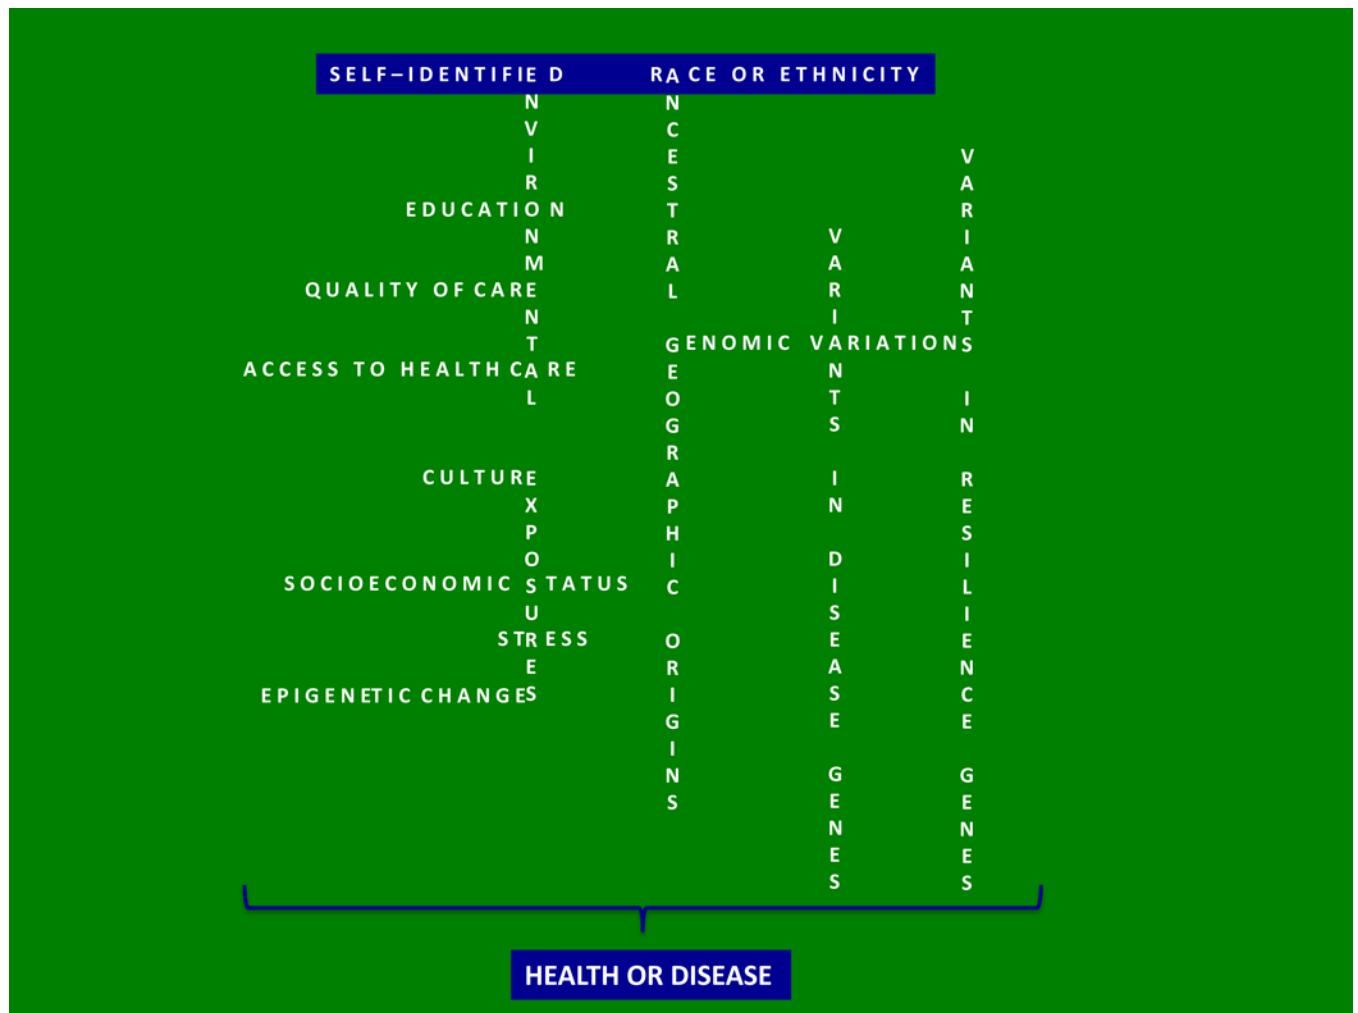 SELF–IDENTIFIED RACE OR ETHNICITY
ENVIRONMENTAL EXPOSURES
EDUCATION
QUALITY OF CARE
ACCESS TO HEALTH CARE
CULTURE
SOCIOECONOMIC STATUS
STRESS
EPIGENETIC CHANGES
ANCESTRAL GEOGRAPHIC ORIGINS
GENOMIC VARIATIONS
VARIANTS IN DISEASE GENES
VARIANTS IN RESILIENCE GENES
HEALTH OR DISEASE